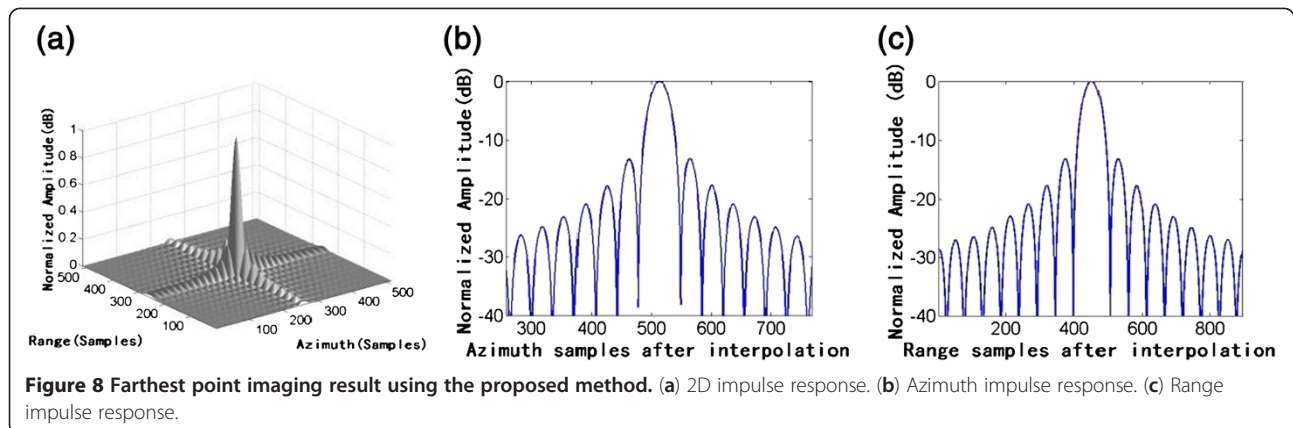 (a)
(b)
(c)
Normalized Amplitude(dB)
1
0.8
0.6
0.4
0.2
0
500
400
300
200
100
Range(Samples)
100
200
300
400
500
Azimuth(Samples)
Normalized Amplitude (dB)
0
-10
-20
-30
-40
300
400
500
600
700
Azimuth samples after interpolation
Normalized Amplitude (dB)
0
-10
-20
-30
-40
200
400
600
800
Range samples after interpolation
Figure 8 Farthest point imaging result using the proposed method. (a) 2D impulse response. (b) Azimuth impulse response. (c) Range
impulse response.